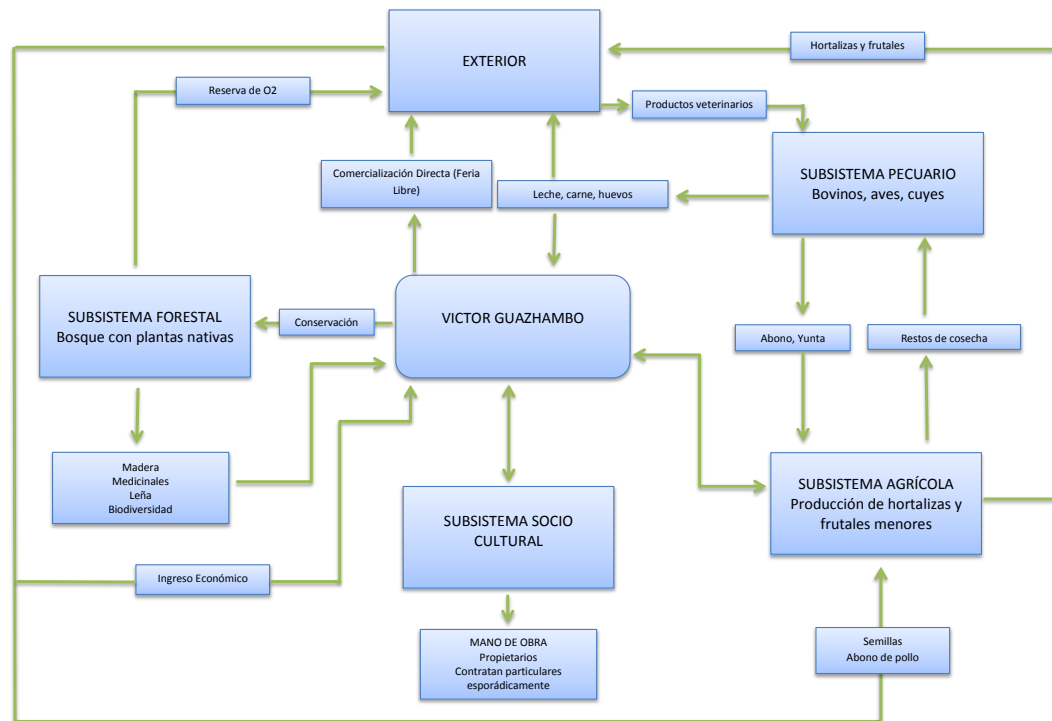 EXTERIOR
Hortalizas y frutales
Reserva de O2
Productos veterinarios
Comercialización Directa (Feria
Libre)
Leche, carne, huevos
SUBSISTEMA PECUARIO
Bovinos, aves, cuyes
SUBSISTEMA FORESTAL
Bosque con plantas nativas
Conservación
VICTOR GUAZHAMBO
Abono, Yunta
Restos de cosecha
Madera
Medicinales
Leña
Biodiversidad
SUBSISTEMA SOCIO
CULTURAL
SUBSISTEMA AGRÍCOLA
Producción de hortalizas y
frutales menores
Ingreso Económico
MANO DE OBRA
Propietarios
Contratan particulares
esporádicamente
Semillas
Abono de pollo